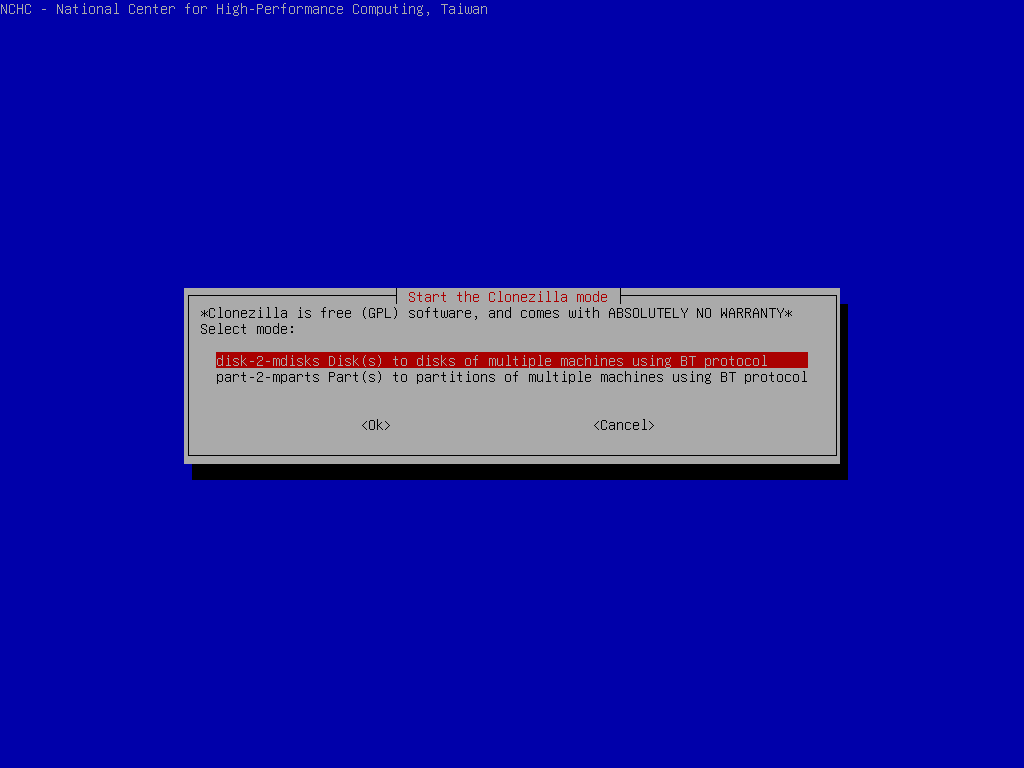 NCHC - National Center for High-Performance Computing, Taiwan
Start the Clonezilla mode
*Clonezilla is free (GPL) software, and comes with ABSOLUTELY NO WARRANTY*
Select mode:
disk-2-mdisks Disk(s) to disks of multiple machines using BT protocol
part-2-mparts Part(s) to partitions of multiple machines using BT protocol
<Ok> <Cancel>